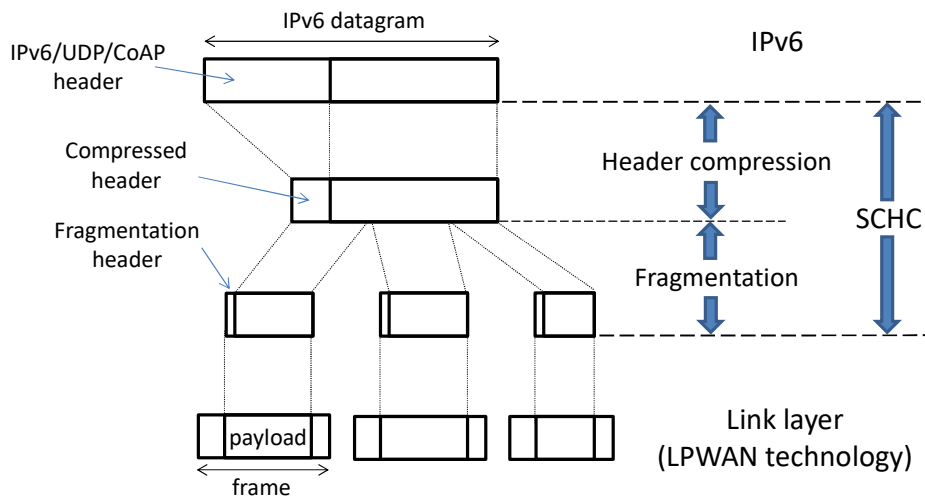 IPv6 datagram
IPv6
IPv6/UDP/CoAP
header
Compressed
header
Header compression
SCHC
Fragmentation
header
Fragmentation
payload
Link layer
(LPWAN technology)
frame